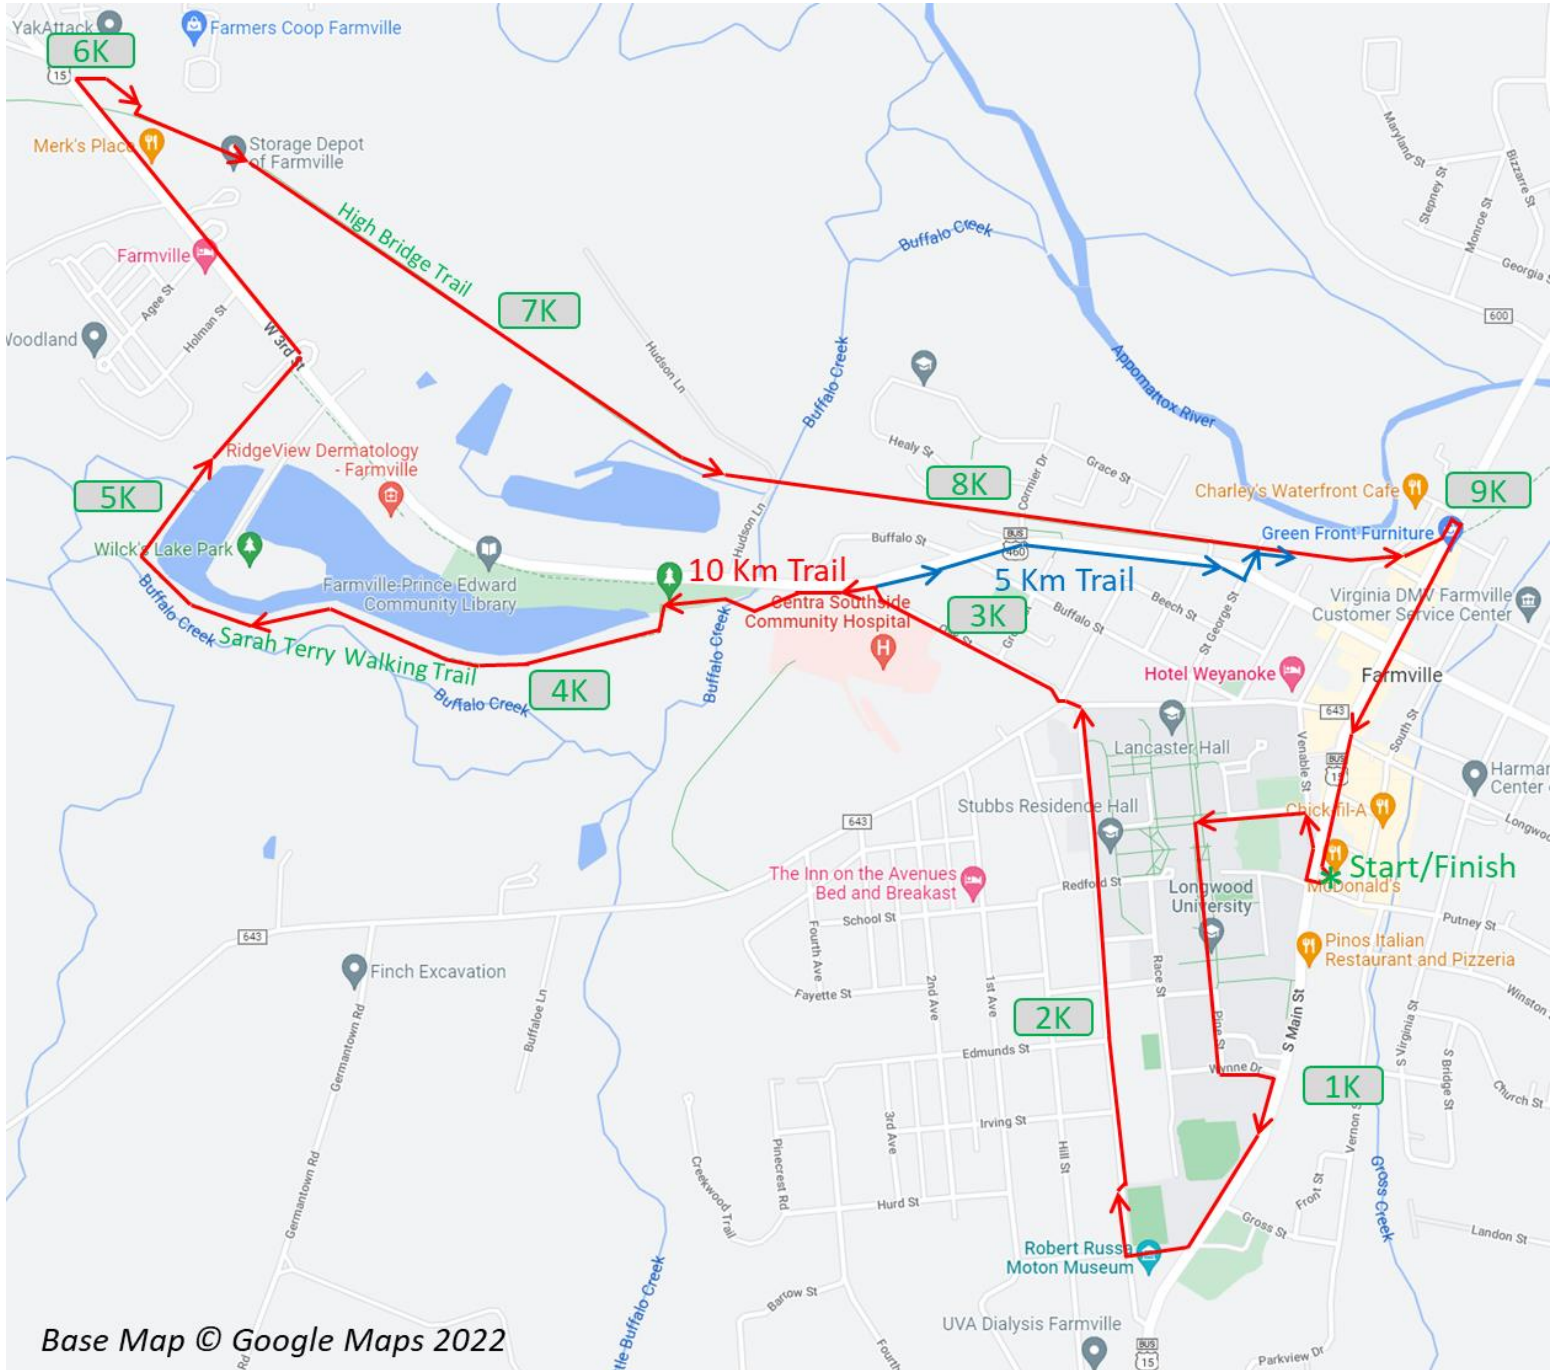 YakAttack
Farmers Coop Farmville
6K
15
Merk's Place
Storage Depot
of Farmville
Maryland St
Stepney St
Bizzarre St
Monroe St
Georgia S
600
High Bridge Trail
Buffalo Creek
Farmville
Agee St
Holman St
Woodland
W 3rd St
7K
Hudson Ln
Buffalo Creek
Appomattox River
RidgeView Dermatology
- Farmville
Healy St
Grace St
Cormier Dr
8K
Charley's Waterfront Cafe
9K
5K
Green Front Furniture
Hudson Ln
Buffalo St
BUS
460
Wilck's Lake Park
Farmville-Prince Edward
Community Library
10 Km Trail
5 Km Trail
Centra Southside
Community Hospital
3K
Buffalo St
Beech St
St George St
Virginia DMV Farmville
Customer Service Center
Buffalo Creek
Sarah Terry Walking Trail
4K
Buffalo Creek
Buffalo Creek
Hotel Weyanoke
Farmville
643
South St
Venable St
Lancaster Hall
BUS
15
Harmar
Center
Stubbs Residence Hall
Chick-fil-A
Longwoo
643
Start/Finish
McDonald's
The Inn on the Avenues
Bed and Breakast
Redford St
Longwood
University
School St
Putney St
643
Finch Excavation
Fourth Ave
Pinos Italian
Restaurant and Pizzeria
Fayette St
2nd Ave
1st Ave
Race St
Winston
Buffaloe Ln
Germantown Rd
2K
Pine St
S Main St
S Virginia St
S Bridge St
Edmunds St
Wynne Dr
1K
Church St
Vernon S
3rd Ave
Irving St
Pinecrest Rd
Hill St
Creekwood Trail
Germantown Rd
Hurd St
Front St
Gross St
Gross Creek
Landon St
Robert Russa
Moton Museum
Bartow St
tle Buffalo Creek
UVA Dialysis Farmville
Base Map © Google Maps 2022
Rd
Fourth
BUS
15
Parkview Dr